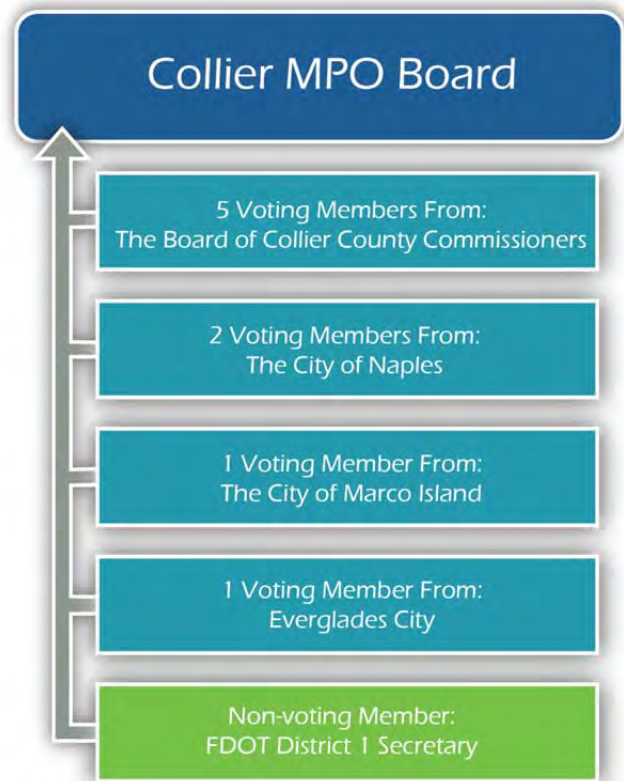 Collier MPO Board
5 Voting Members From:
The Board of Collier County Commissioners
2 Voting Members From:
The City of Naples
1 Voting Member From:
The City of Marco Island
1 Voting Member From:
Everglades City
Non-voting Member:
FDOT District 1 Secretary